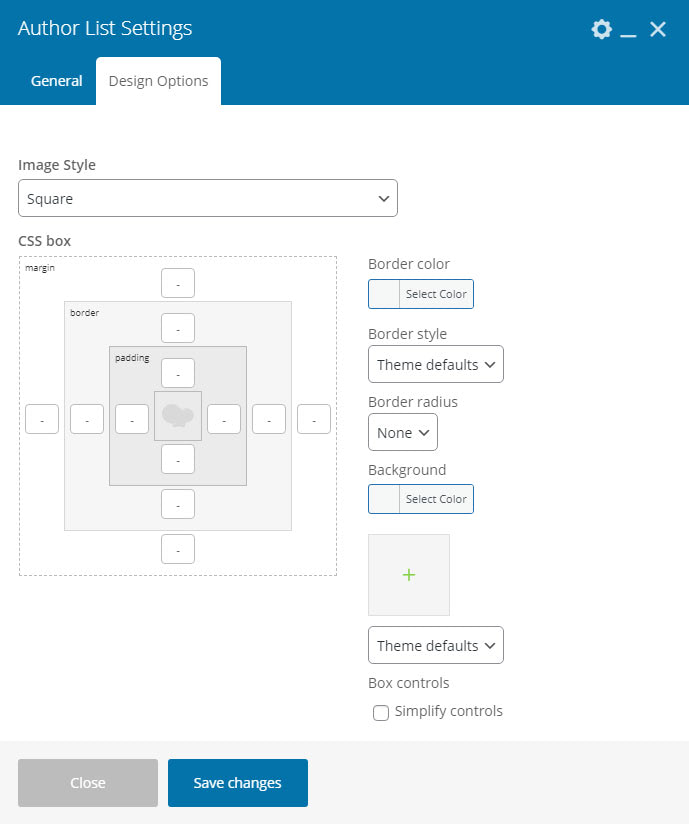 Author List Settings
General
Design Options
Image Style
Square
CSS box
margin
-
border
-
padding
-
-
-
-
-
-
-
-
-
-
Border color
Select Color
Border style
Theme defaults
Border radius
None
Background
Select Color
+
Theme defaults
Box controls
Simplify controls
Close
Save changes